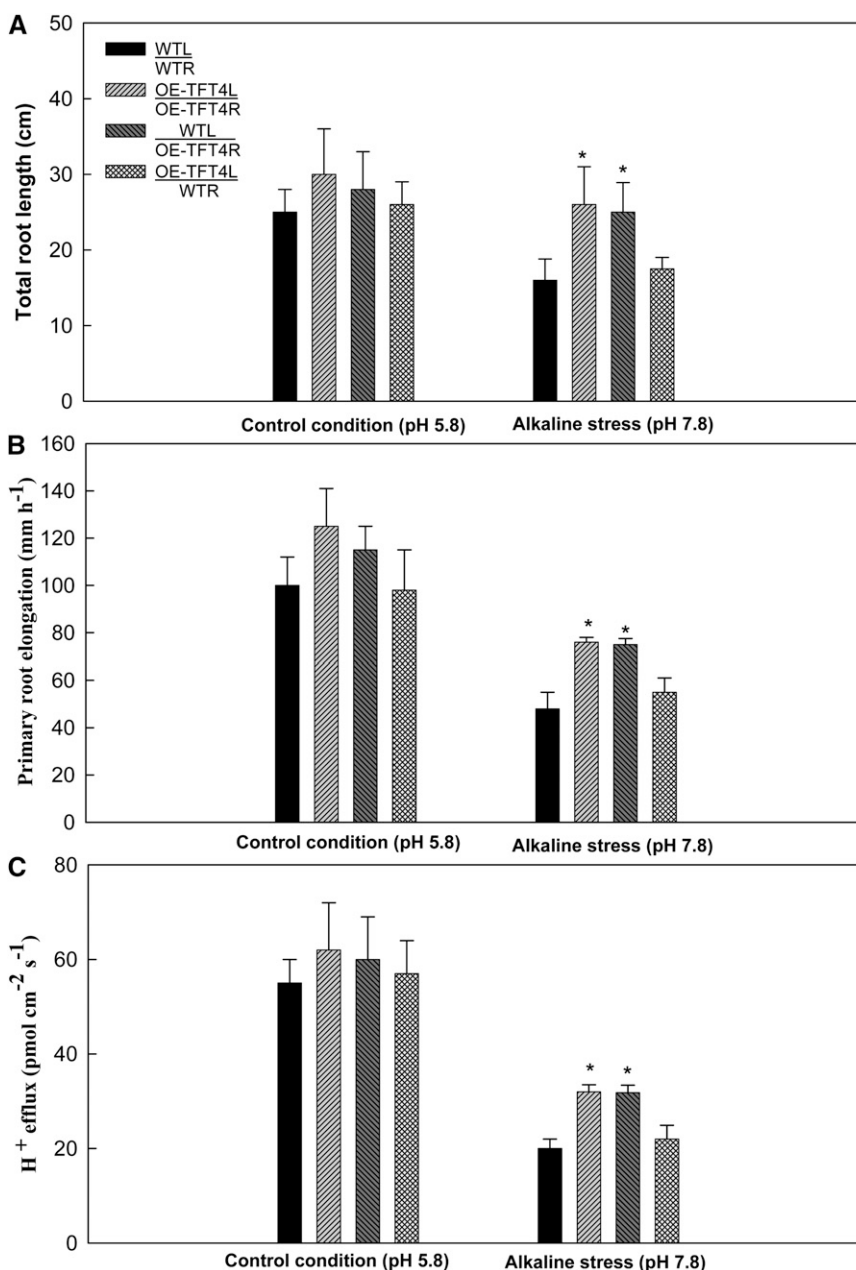 A
Total root length (cm)
50
40
30
20
10
0
WTL
WTR
OE-TFT4L
OE-TFT4R
WTL
OE-TFT4R
OE-TFT4L
WTR
* *
Control condition (pH 5.8) Alkaline stress (pH 7.8)
B
Primary root elongation (mm h⁻¹)
160
140
120
100
80
60
40
20
0
* *
Control condition (pH 5.8) Alkaline stress (pH 7.8)
C
H⁺ efflux (pmol cm⁻² s⁻¹)
80
60
40
20
0
* *
Control condition (pH 5.8) Alkaline stress (pH 7.8)